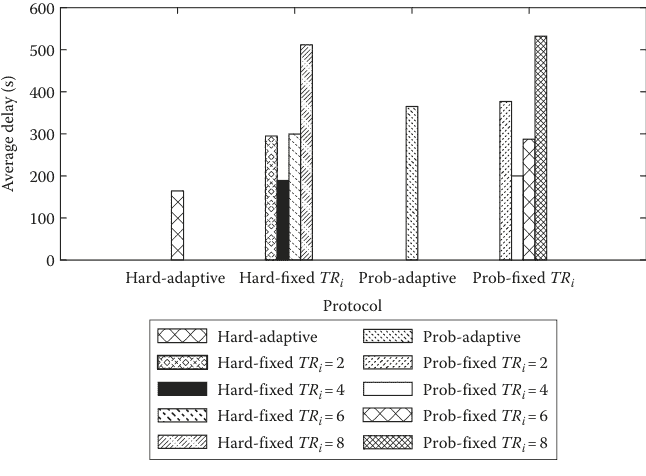 600
500
400
300
200
100
0
Average delay (s)
Hard-adaptive Hard-fixed TRi Prob-adaptive Prob-fixed TRi
Protocol
Hard-adaptive Prob-adaptive
Hard-fixed TRi = 2 Prob-fixed TRi = 2
Hard-fixed TRi = 4 Prob-fixed TRi = 4
Hard-fixed TRi = 6 Prob-fixed TRi = 6
Hard-fixed TRi = 8 Prob-fixed TRi = 8